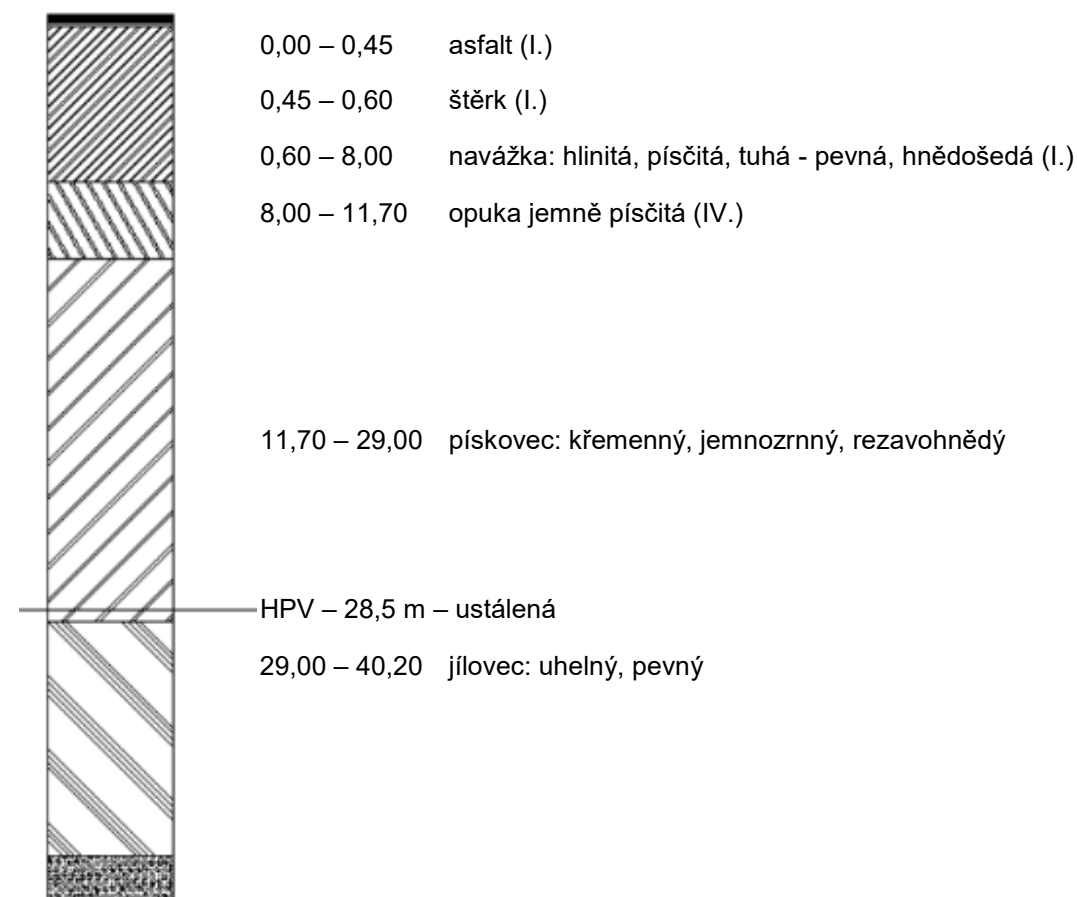 0,00 – 0,45 asfalt (I.)
0,45 – 0,60 štěrk (I.)
0,60 – 8,00 navážka: hlinitá, písčitá, tuhá - pevná, hnědošedá (I.)
8,00 – 11,70 opuka jemně písčitá (IV.)
11,70 – 29,00 pískovec: křemenný, jemnozrnný, rezavohnědý
HPV – 28,5 m – ustálená
29,00 – 40,20 jílovec: uhelný, pevný